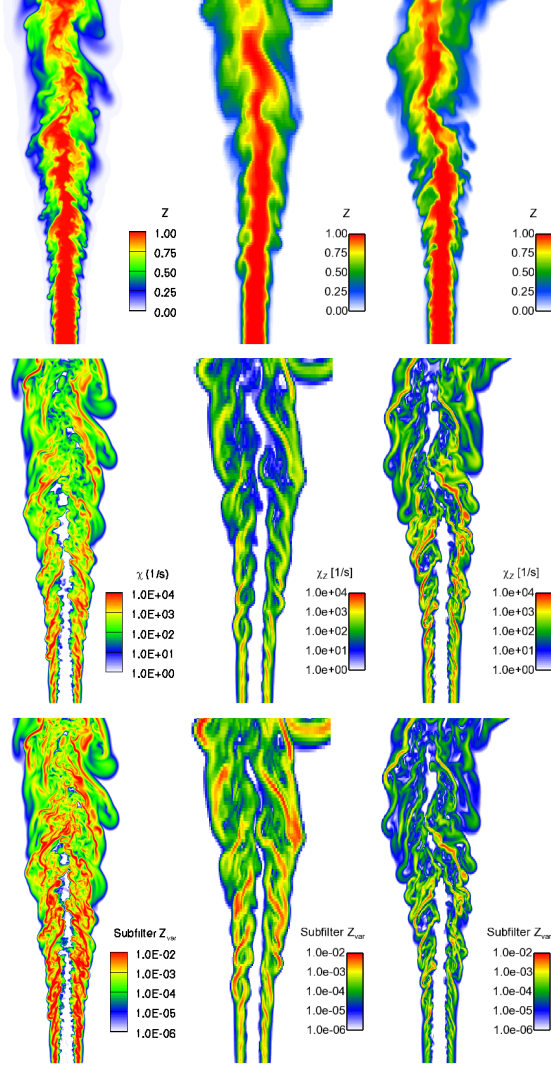 Z
1.00
0.75
0.50
0.25
0.00
Z
1.00
0.75
0.50
0.25
0.00
Z
1.00
0.75
0.50
0.25
0.00
χ (1/s)
1.0E+04
1.0E+03
1.0E+02
1.0E+01
1.0E+00
χZ [1/s]
1.0e+04
1.0e+03
1.0e+02
1.0e+01
1.0e+00
χZ [1/s]
1.0e+04
1.0e+03
1.0e+02
1.0e+01
1.0e+00
Subfilter Zvar
1.0E-02
1.0E-03
1.0E-04
1.0E-05
1.0E-06
Subfilter Zvar
1.0e-02
1.0e-03
1.0e-04
1.0e-05
1.0e-06
Subfilter Zvar
1.0e-02
1.0e-03
1.0e-04
1.0e-05
1.0e-06